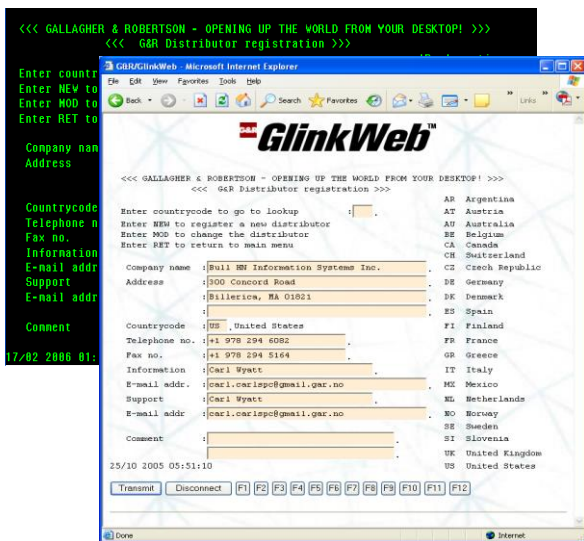 <<< GALLAGHER & ROBERTSON - OPENING UP THE WORLD FROM YOUR DESKTOP! >>>
<<< G&R Distributor registration >>>
Enter countr
Enter NEW to
Enter MOD to
Enter RET to
Company nam
Address
Countrycode
Telephone n
Fax no.
Information
E-mail addr
Support
E-mail addr
Comment
17/02 2006 01:
G&R/GlinkWeb - Microsoft Internet Explorer
File Edit View Favorites Tools Help
Back Search Favorites Links
G&R GlinkWeb™
<<< GALLAGHER & ROBERTSON - OPENING UP THE WORLD FROM YOUR DESKTOP! >>>
<<< G&R Distributor registration >>>
AR Argentina
Enter countrycode to go to lookup : . AT Austria
Enter NEW to register a new distributor AU Australia
Enter MOD to change the distributor BE Belgium
Enter RET to return to main menu CA Canada
CH Switzerland
Company name :Bull HN Information Systems Inc. . CZ Czech Republic
Address :300 Concord Road . DE Germany
:Billerica, MA 01821 . DK Denmark
: . ES Spain
Countrycode :US .United States FI Finland
Telephone no. :+1 978 294 6082 . FR France
Fax no. :+1 978 294 5164 . GR Greece
Information :Carl Wyatt . IT Italy
E-mail addr. :carl.carlspc@gmail.gar.no . MX Mexico
Support :Carl Wyatt . NL Netherlands
E-mail addr :carl.carlspc@gmail.gar.no . NO Norway
SE Sweden
Comment : . SI Slovenia
. UK United Kingdom
25/10 2005 05:51:10 US United States
Transmit Disconnect F1 F2 F3 F4 F5 F6 F7 F8 F9 F10 F11 F12
Done Internet